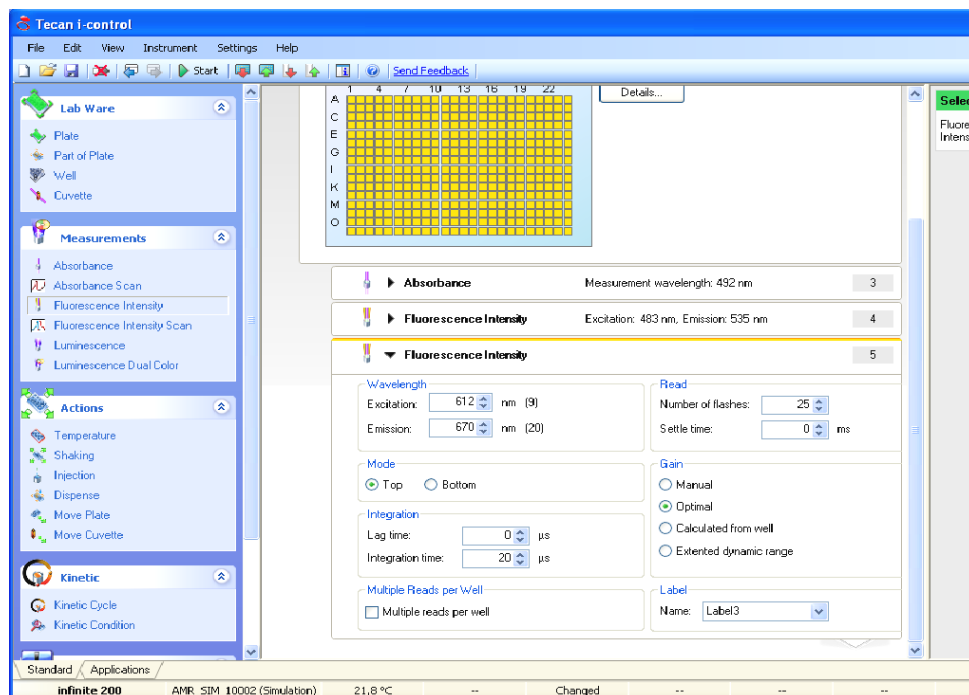 Tecan i-control
File Edit View Instrument Settings Help
Start Send Feedback
Lab Ware
Plate
Part of Plate
Well
Cuvette
Measurements
Absorbance
Absorbance Scan
Fluorescence Intensity
Fluorescence Intensity Scan
Luminescence
Luminescence Dual Color
Actions
Temperature
Shaking
Injection
Dispense
Move Plate
Move Cuvette
Kinetic
Kinetic Cycle
Kinetic Condition
1 4 7 10 13 16 19 22
A
C
E
G
I
K
M
O
Details...
Absorbance Measurement wavelength: 492 nm 3
Fluorescence Intensity Excitation: 483 nm, Emission: 535 nm 4
Fluorescence Intensity 5
Wavelength
Excitation: 612 nm (9)
Emission: 670 nm (20)
Mode
Top Bottom
Integration
Lag time: 0 µs
Integration time: 20 µs
Multiple Reads per Well
Multiple reads per well
Read
Number of flashes: 25
Settle time: 0 ms
Gain
Manual
Optimal
Calculated from well
Extented dynamic range
Label
Name: Label3
Selec
Fluore
Intens
Standard Applications
infinite 200 AMR_SIM_10002 (Simulation) 21,8 °C -- Changed -- -- --